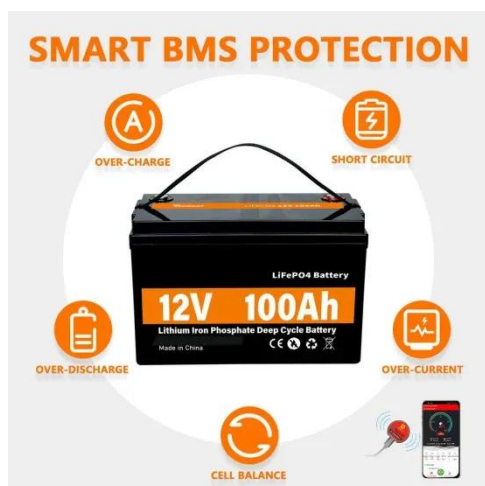 SMART BMS PROTECTION
A
OVER-CHARGE
SHORT CIRCUIT
LiFePO4 Battery
12V 100Ah
Lithium Iron Phosphate Deep Cycle Battery
Made in China
CE
OVER-DISCHARGE
OVER-CURRENT
CELL BALANCE